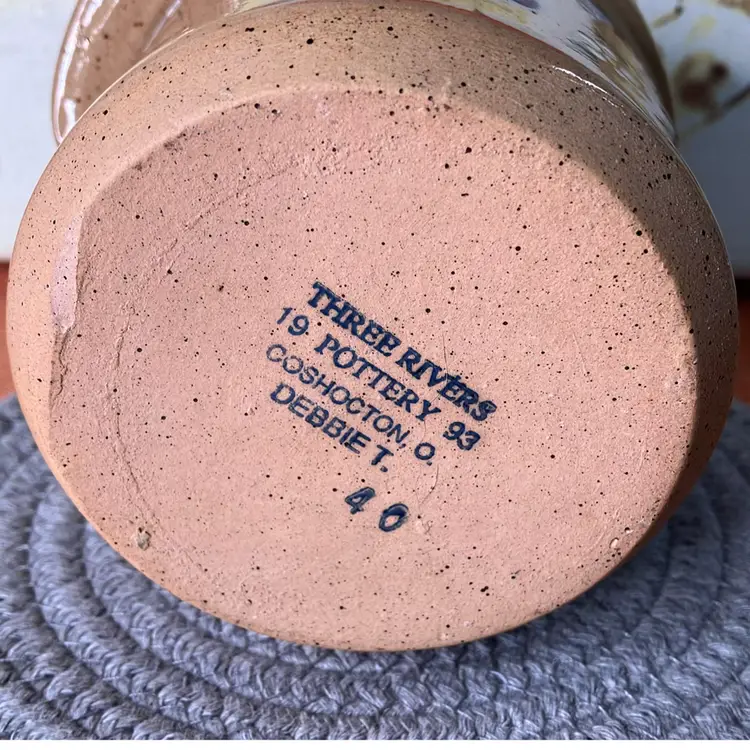 THREE RIVERS
19 POTTERY 93
COSHOCTON, O.
DEBBIE T.
40